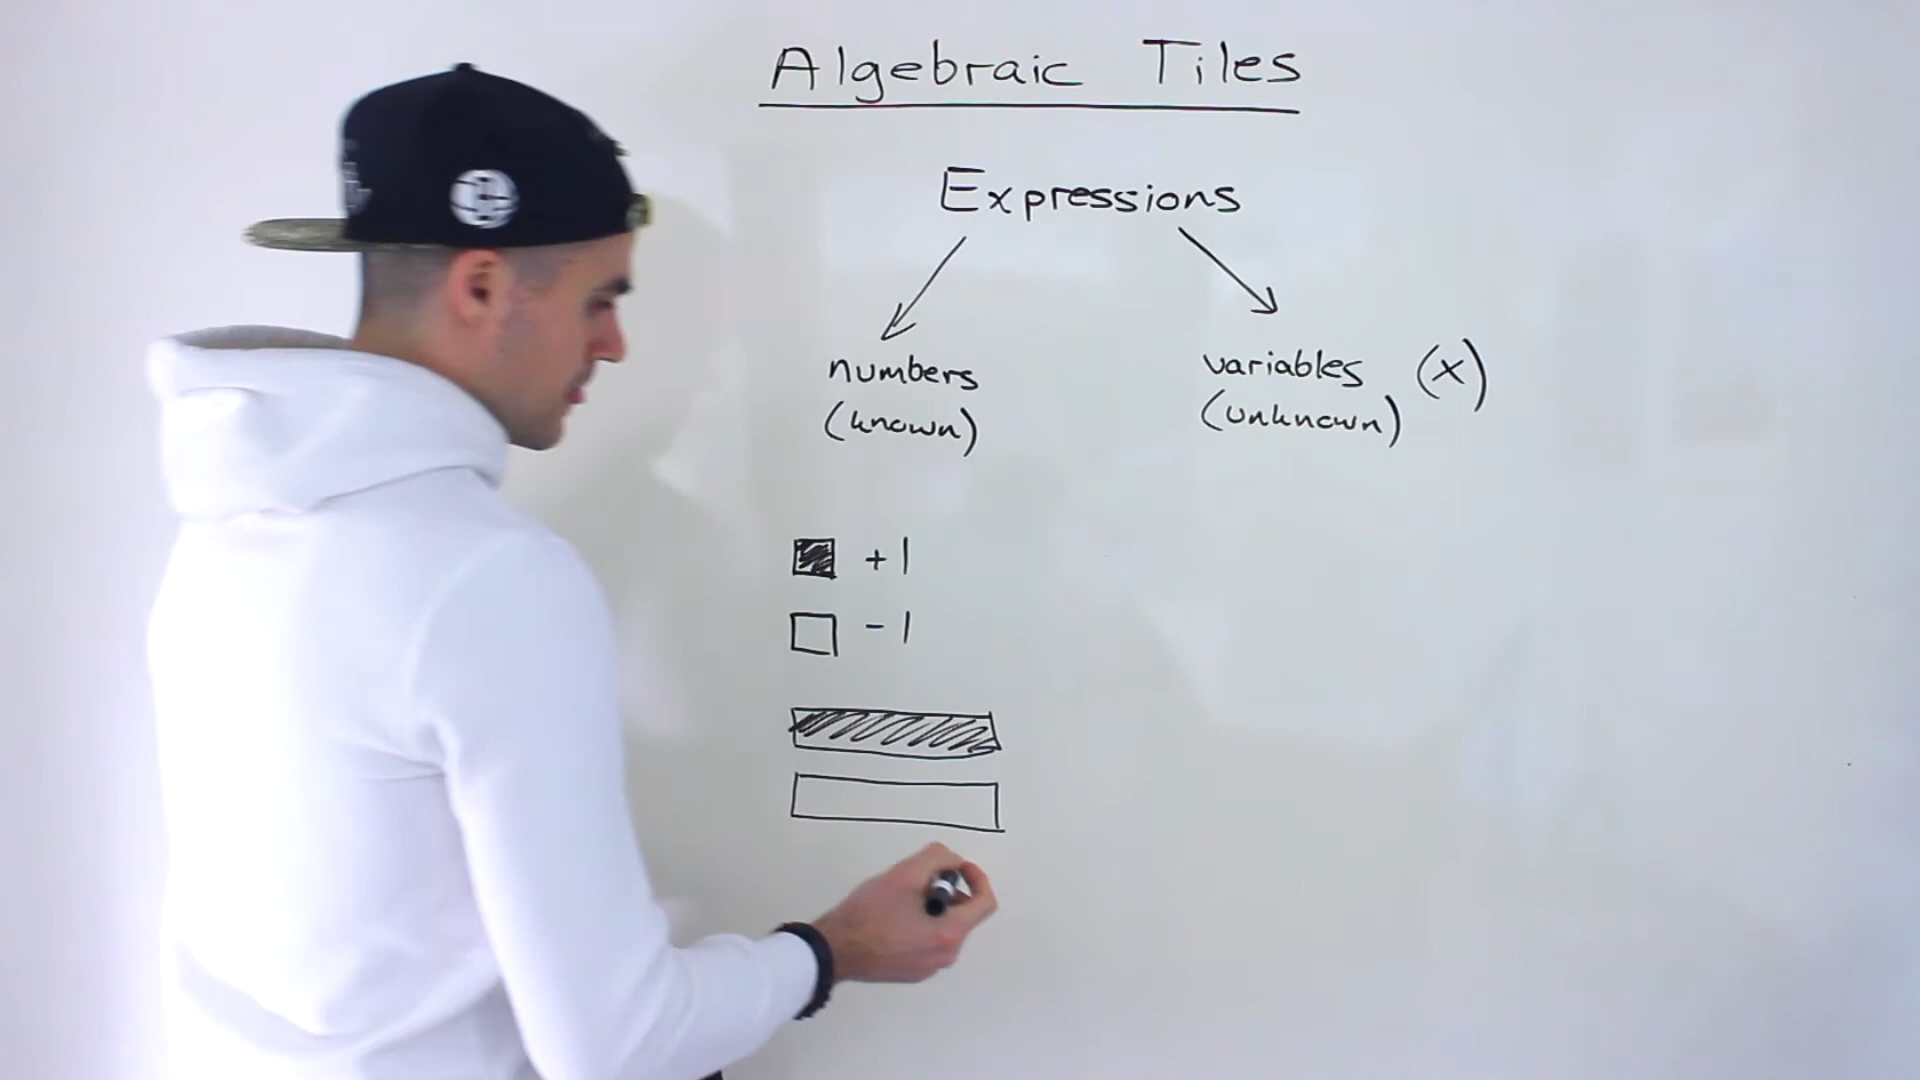 Algebraic Tiles
Expressions
numbers
(known)
variables (x)
(unknown)
+1
-1